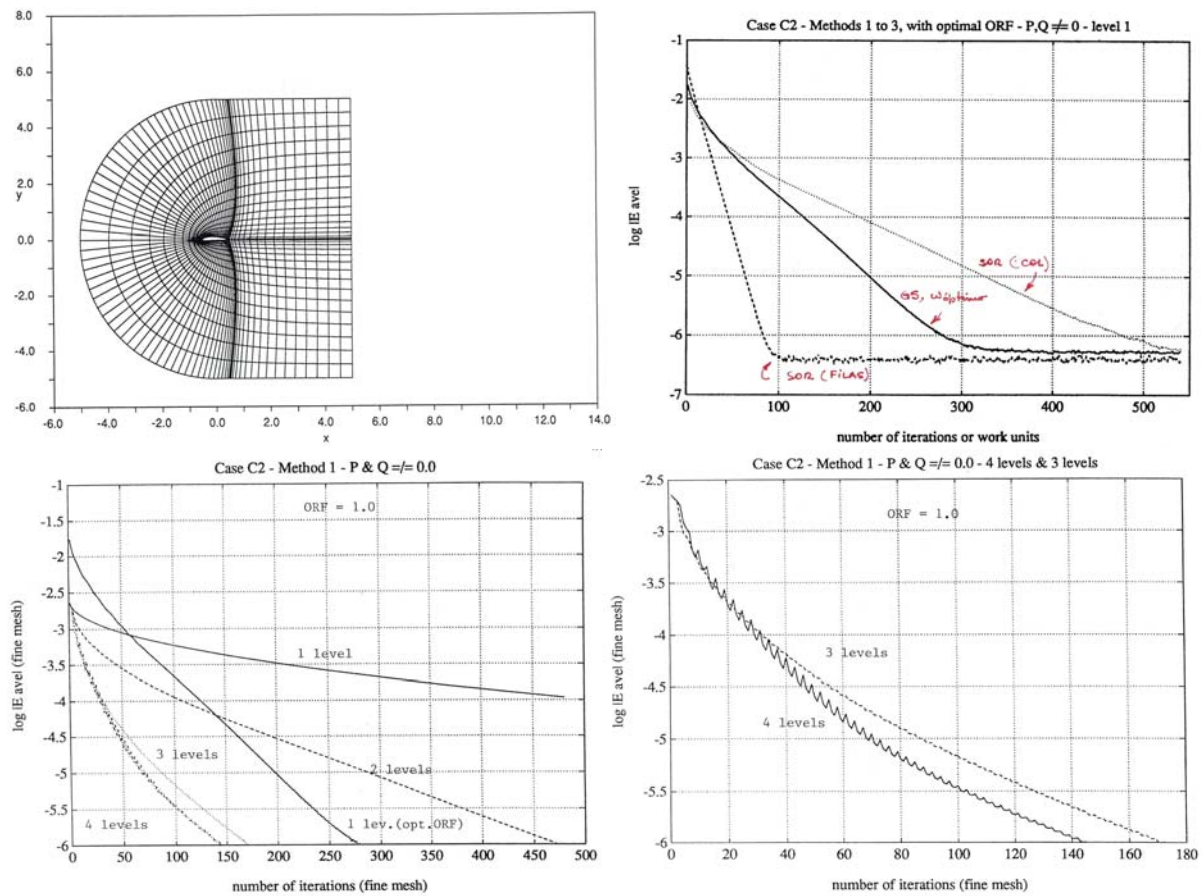 8.0
6.0
4.0
2.0
y
0.0
-2.0
-4.0
-6.0
-6.0 -4.0 -2.0 0.0 2.0 4.0 6.0 8.0 10.0 12.0 14.0
x
Case C2 - Methods 1 to 3, with optimal ORF - P,Q ≠ 0 - level 1
-1
-2
-3
-4
-5
-6
-7
log |E ave|
SOR (:COL)
GS, wóptimo
SOR (FILAS)
0 100 200 300 400 500
number of iterations or work units
Case C2 - Method 1 - P & Q =/= 0.0
-1
-1.5
-2
-2.5
-3
-3.5
-4
-4.5
-5
-5.5
-6
log |E ave| (fine mesh)
ORF = 1.0
1 level
3 levels
2 levels
4 levels
1 lev.(opt.ORF)
0 50 100 150 200 250 300 350 400 450 500
number of iterations (fine mesh)
Case C2 - Method 1 - P & Q =/= 0.0 - 4 levels & 3 levels
-2.5
-3
-3.5
-4
-4.5
-5
-5.5
-6
log |E ave| (fine mesh)
ORF = 1.0
3 levels
4 levels
0 20 40 60 80 100 120 140 160 180
number of iterations (fine mesh)